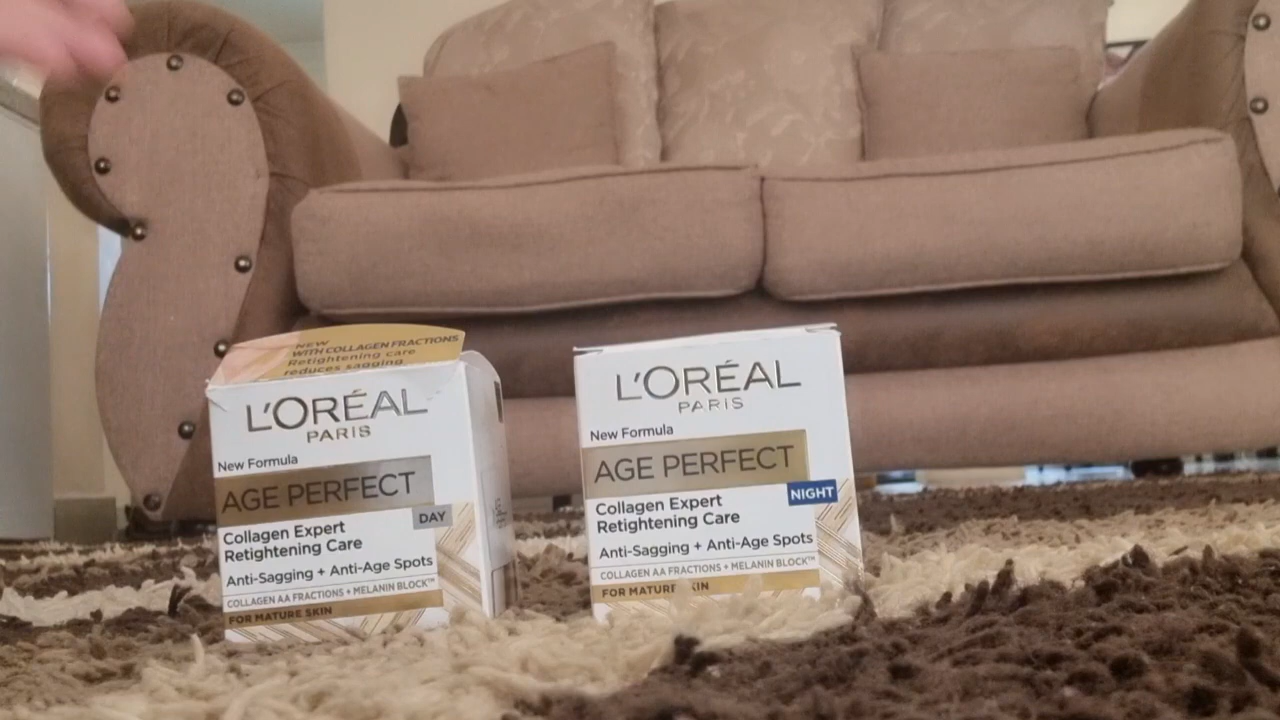 NEW
WITH COLLAGEN FRACTIONS
Retightening care
reduces sagging
L'ORÉAL
PARIS
New Formula
AGE PERFECT
DAY
Collagen Expert
Retightening Care
Anti-Sagging + Anti-Age Spots
COLLAGEN AA FRACTIONS + MELANIN BLOCK™
FOR MATURE SKIN
L'ORÉAL
PARIS
New Formula
AGE PERFECT
NIGHT
Collagen Expert
Retightening Care
Anti-Sagging + Anti-Age Spots
COLLAGEN AA FRACTIONS + MELANIN BLOCK™
FOR MATURE SKIN